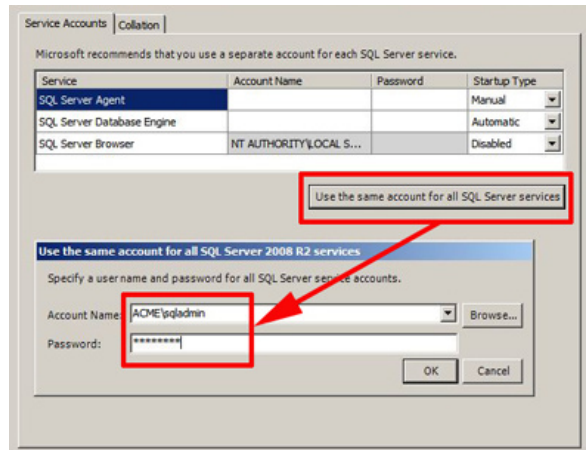 Service Accounts Collation
Microsoft recommends that you use a separate account for each SQL Server service.
Service Account Name Password Startup Type
SQL Server Agent Manual
SQL Server Database Engine Automatic
SQL Server Browser NT AUTHORITY\LOCAL S... Disabled
Use the same account for all SQL Server services
Use the same account for all SQL Server 2008 R2 services
Specify a user name and password for all SQL Server service accounts.
Account Name: ACME\sqladmin Browse...
Password: ********
OK Cancel